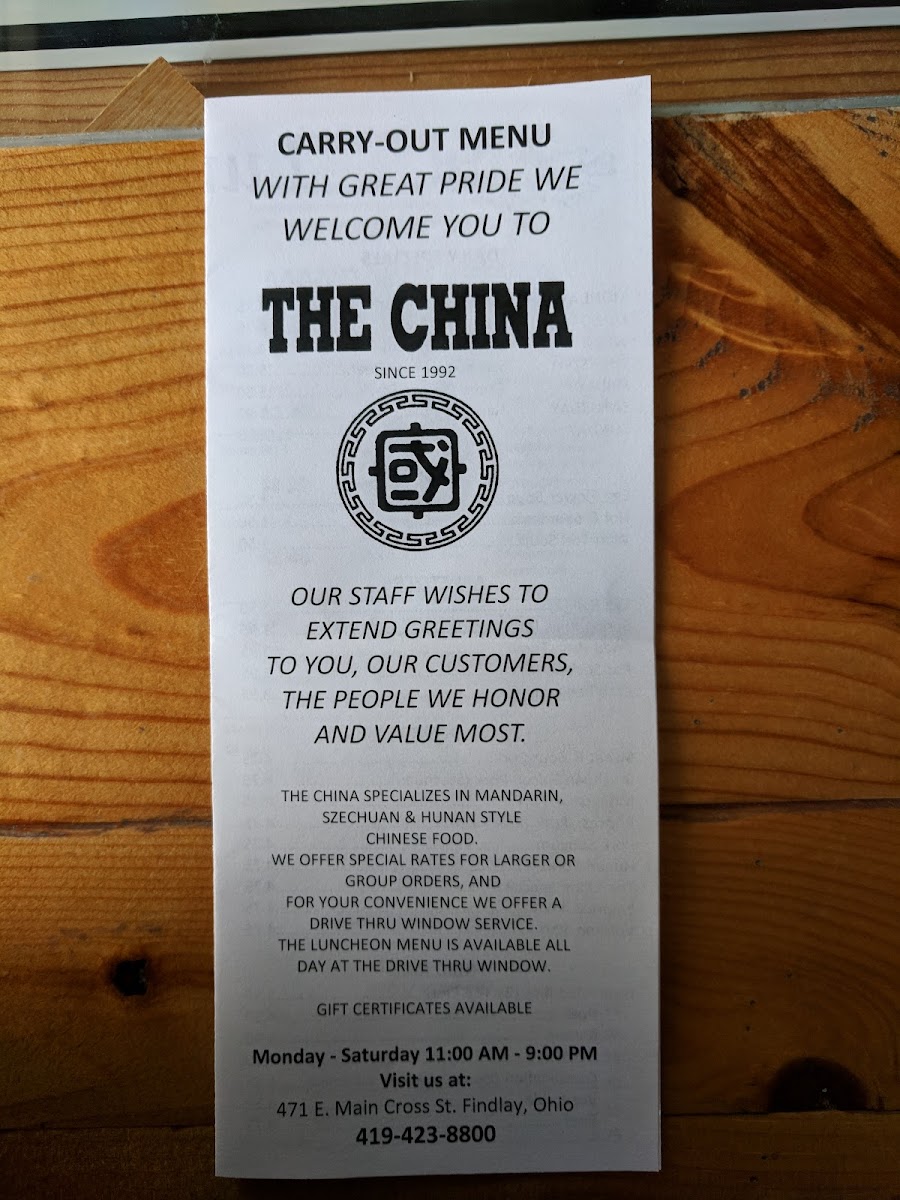 CARRY-OUT MENU
WITH GREAT PRIDE WE
WELCOME YOU TO
THE CHINA
SINCE 1992
國
OUR STAFF WISHES TO
EXTEND GREETINGS
TO YOU, OUR CUSTOMERS,
THE PEOPLE WE HONOR
AND VALUE MOST.
THE CHINA SPECIALIZES IN MANDARIN,
SZECHUAN & HUNAN STYLE
CHINESE FOOD.
WE OFFER SPECIAL RATES FOR LARGER OR
GROUP ORDERS, AND
FOR YOUR CONVENIENCE WE OFFER A
DRIVE THRU WINDOW SERVICE.
THE LUNCHEON MENU IS AVAILABLE ALL
DAY AT THE DRIVE THRU WINDOW.
GIFT CERTIFICATES AVAILABLE
Monday - Saturday 11:00 AM - 9:00 PM
Visit us at:
471 E. Main Cross St. Findlay, Ohio
419-423-8800